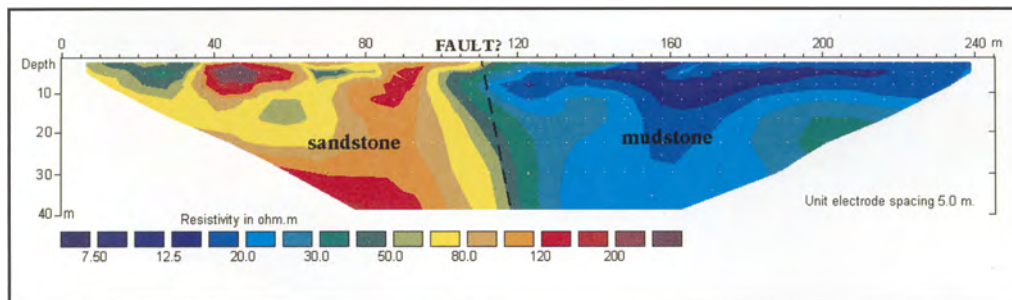 0 40 80 FAULT? 120 160 200 240 m
Depth
10
20
30
40 m
sandstone
mudstone
Unit electrode spacing 5.0 m.
Resistivity in ohm.m
7.50 12.5 20.0 30.0 50.0 80.0 120 200